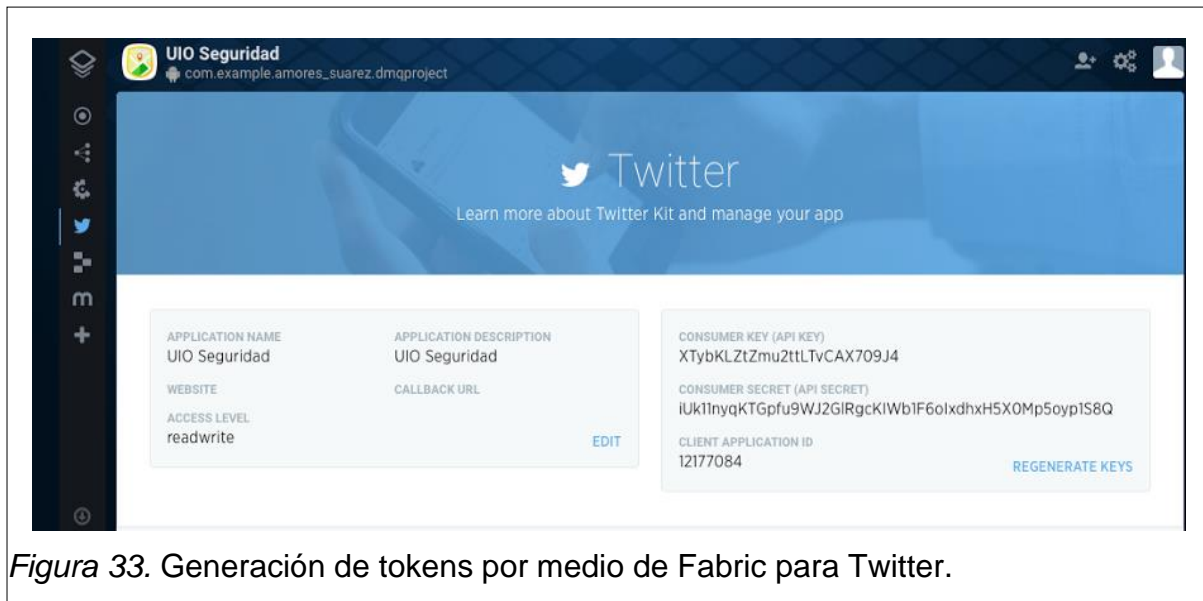 UIO Seguridad
com.example.amores_suarez.dmqproject
Twitter
Learn more about Twitter Kit and manage your app
APPLICATION NAME
UIO Seguridad
APPLICATION DESCRIPTION
UIO Seguridad
WEBSITE
CALLBACK URL
ACCESS LEVEL
readwrite
EDIT
CONSUMER KEY (API KEY)
XTybKLZtZmu2ttLTvCAX709J4
CONSUMER SECRET (API SECRET)
CLIENT APPLICATION ID
12177084
REGENERATE KEYS
Figura 33. Generación de tokens por medio de Fabric para Twitter.